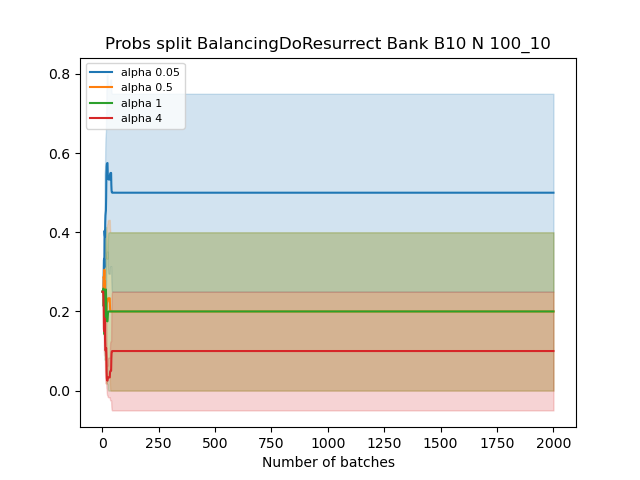 Probs split BalancingDoResurrect Bank B10 N 100_10
alpha 0.05
alpha 0.5
alpha 1
alpha 4
0.8
0.6
0.4
0.2
0.0
0 250 500 750 1000 1250 1500 1750 2000
Number of batches